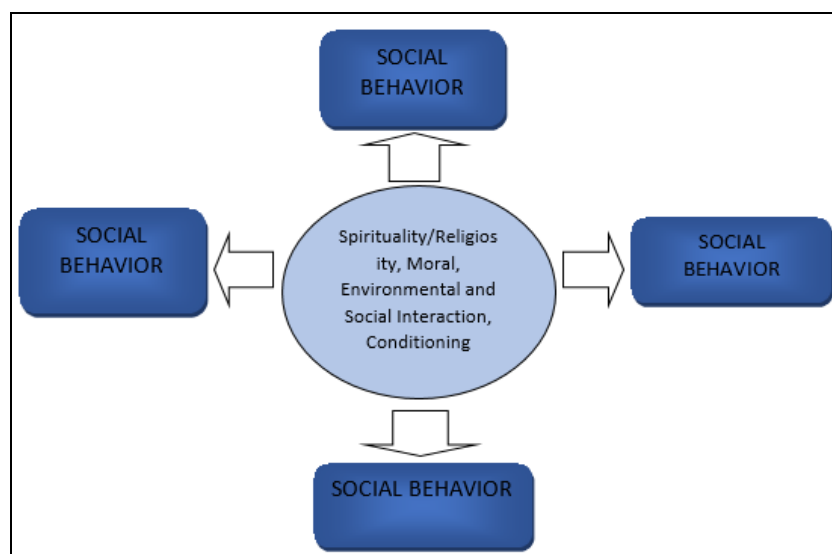 SOCIAL
BEHAVIOR
SOCIAL
BEHAVIOR
Spirituality/Religios
ity, Moral,
Environmental and
Social Interaction,
Conditioning
SOCIAL
BEHAVIOR
SOCIAL BEHAVIOR